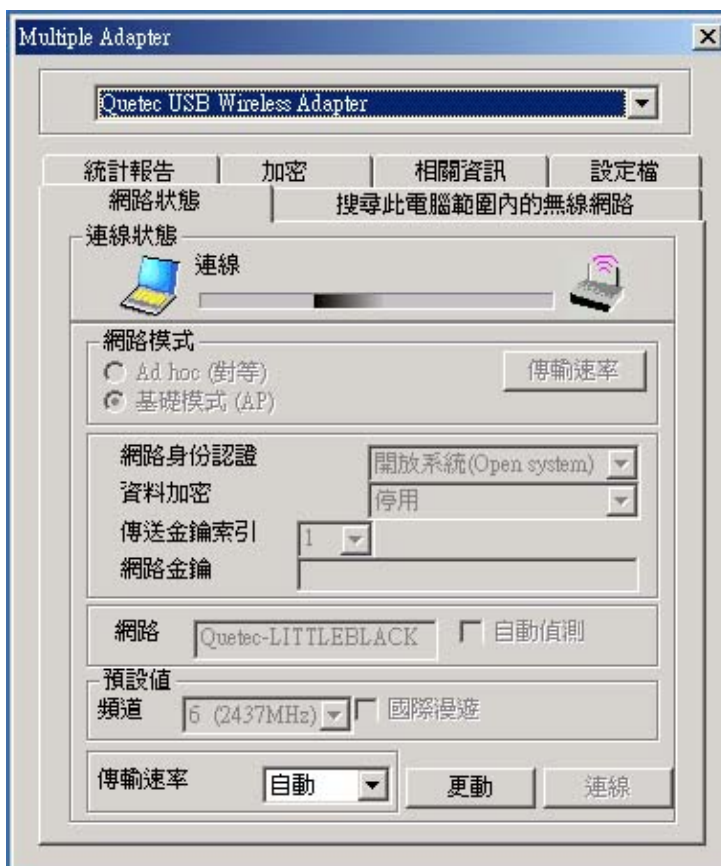 Multiple Adapter
Quetec USB Wireless Adapter
統計報告 加密 相關資訊 設定檔
網路狀態 搜尋此電腦範圍內的無線網路
連線狀態
連線
網路模式
Ad hoc (對等)
基礎模式 (AP)
傳輸速率
網路身份認證 開放系統(Open system)
資料加密 停用
傳送金鑰索引 1
網路金鑰
網路 Quetec-LITTLEBLACK 自動偵測
預設值
頻道 6 (2437MHz) 國際漫遊
傳輸速率 自動 更動 連線